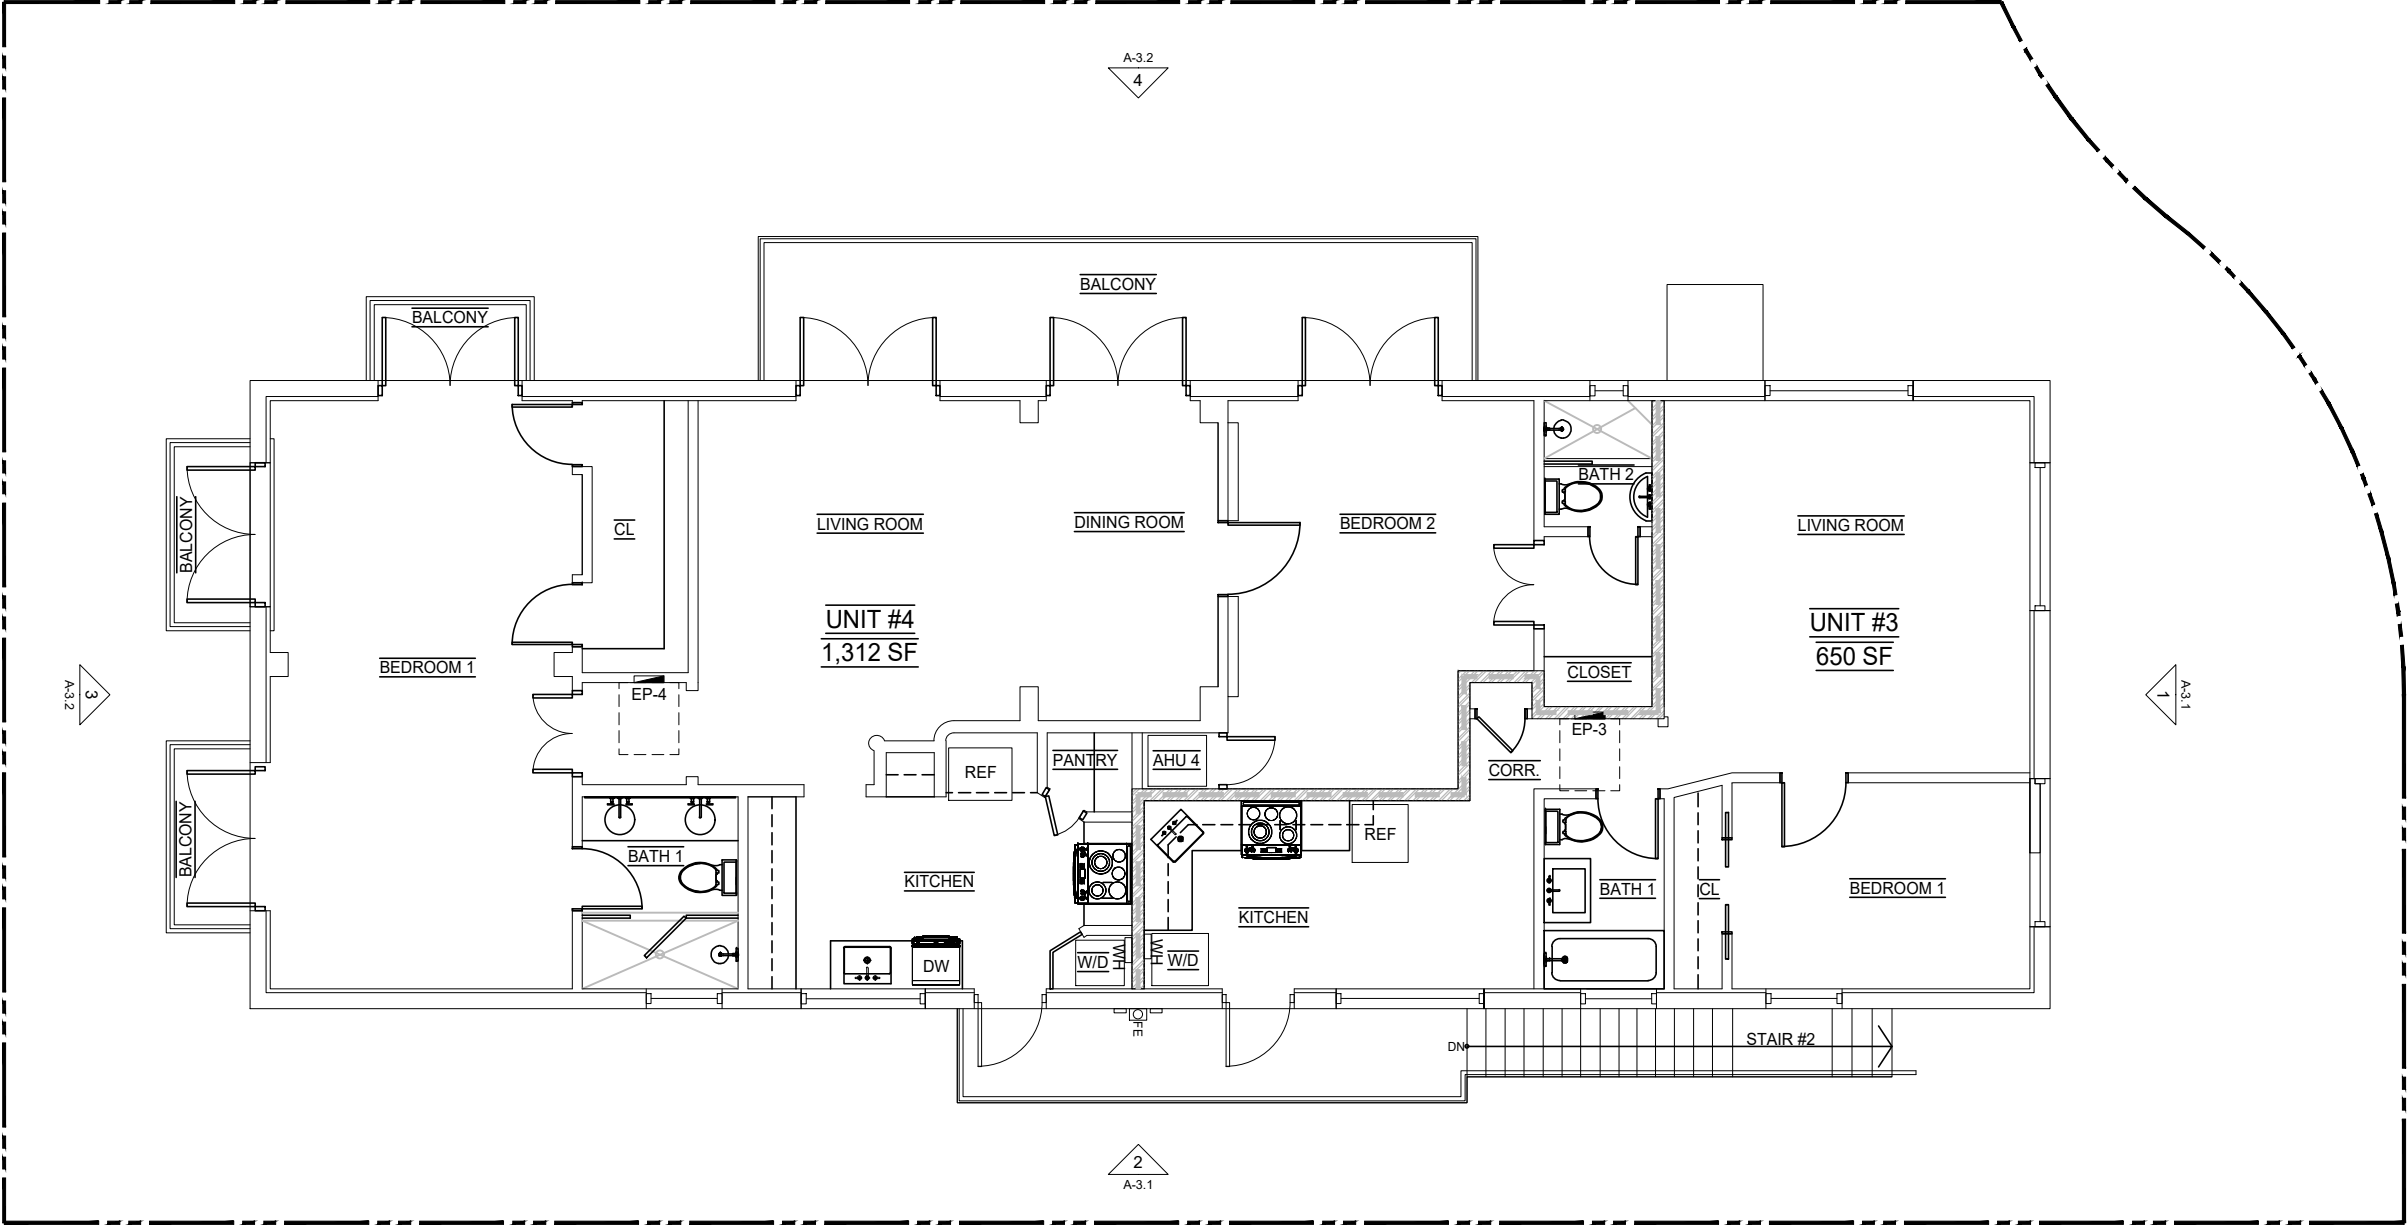 A-3.2
4
BALCONY
BALCONY
BALCONY
BATH 2
CL
LIVING ROOM
DINING ROOM
BEDROOM 2
LIVING ROOM
UNIT #4
1,312 SF
UNIT #3
650 SF
BEDROOM 1
CLOSET
3
A-3.2
EP-4
1
A-3.1
EP-3
REF
PANTRY
AHU 4
CORR.
BALCONY
REF
BATH 1
KITCHEN
BATH 1
CL
BEDROOM 1
KITCHEN
DW
W/D
WH
WH
W/D
FE
DN
STAIR #2
2
A-3.1